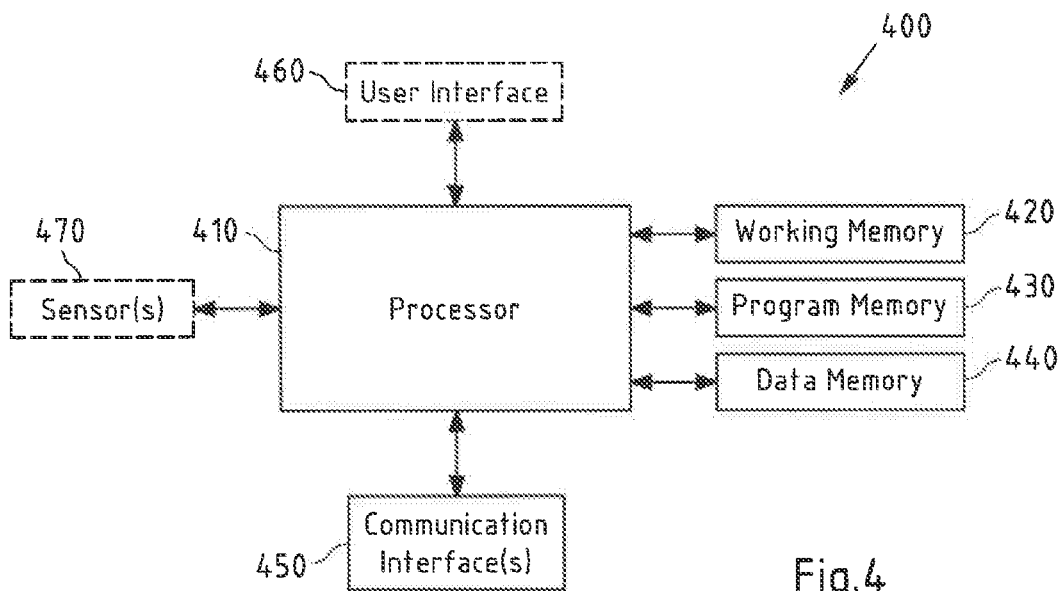 400
460
User Interface
470
410
420
Working Memory
Sensor(s)
Processor
430
Program Memory
440
Data Memory
450
Communication
Interface(s)
Fig.4